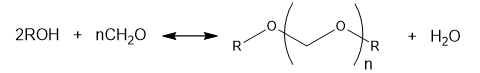 2ROH + nCH₂O ⟷ R O ( O R )n + H₂O